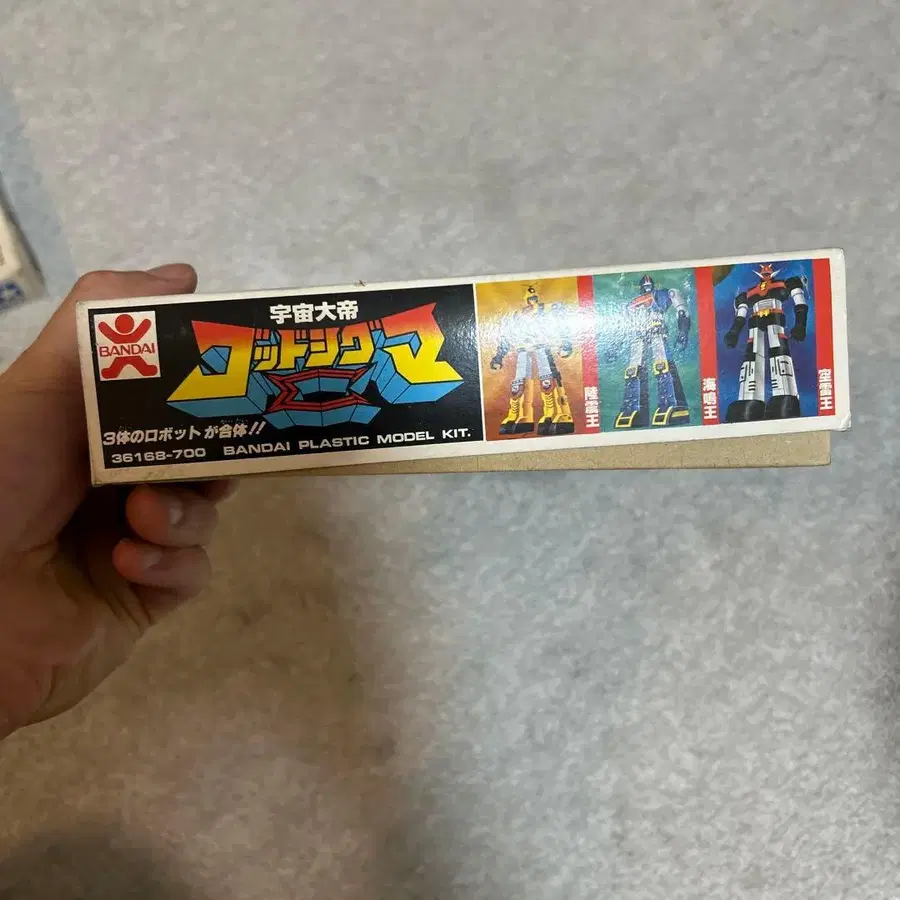 BANDAI
宇宙大帝
ゴッドシグマ
3体のロボットが合体!!
36168-700 BANDAI PLASTIC MODEL KIT.
陸震王
海鳴王
空雷王